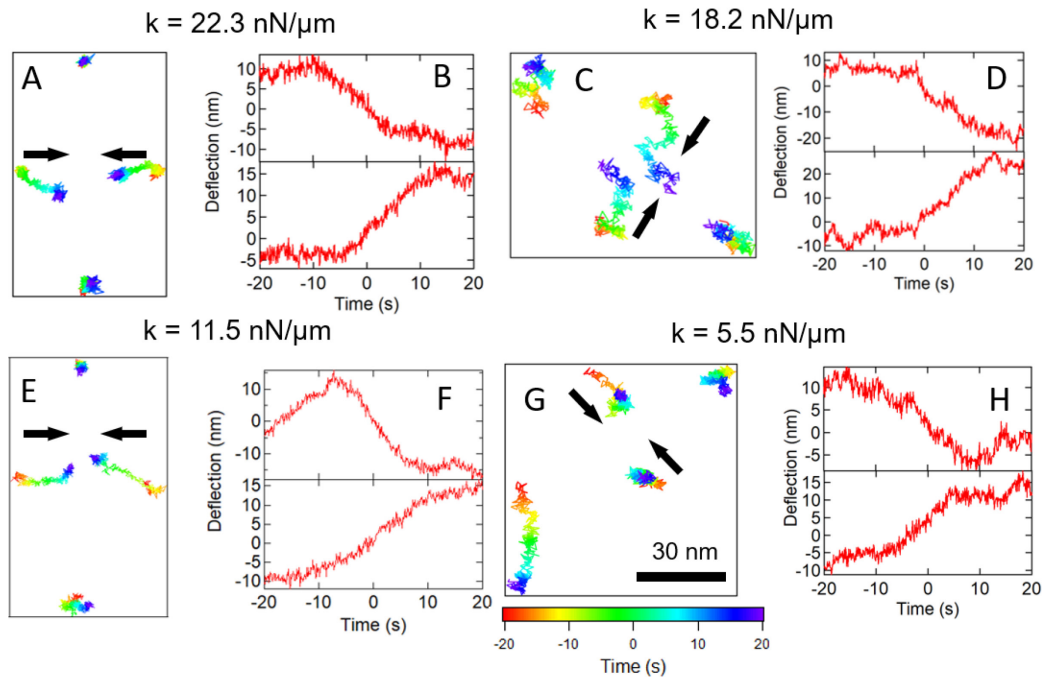 k = 22.3 nN/µm
k = 18.2 nN/µm
A
B
Deflection (nm)
10
5
0
-5
-10
15
10
5
0
-5
-20 -10 0 10 20
Time (s)
C
D
Deflection (nm)
10
0
-10
-20
20
10
0
-10
-20 -10 0 10 20
Time (s)
k = 11.5 nN/µm
k = 5.5 nN/µm
E
F
Deflection (nm)
10
0
-10
15
10
5
0
-5
-10
-20 -10 0 10 20
Time (s)
G
30 nm
H
Deflection (nm)
10
5
0
-5
15
10
5
0
-5
-10
-20 -10 0 10 20
Time (s)
-20 -10 0 10 20
Time (s)